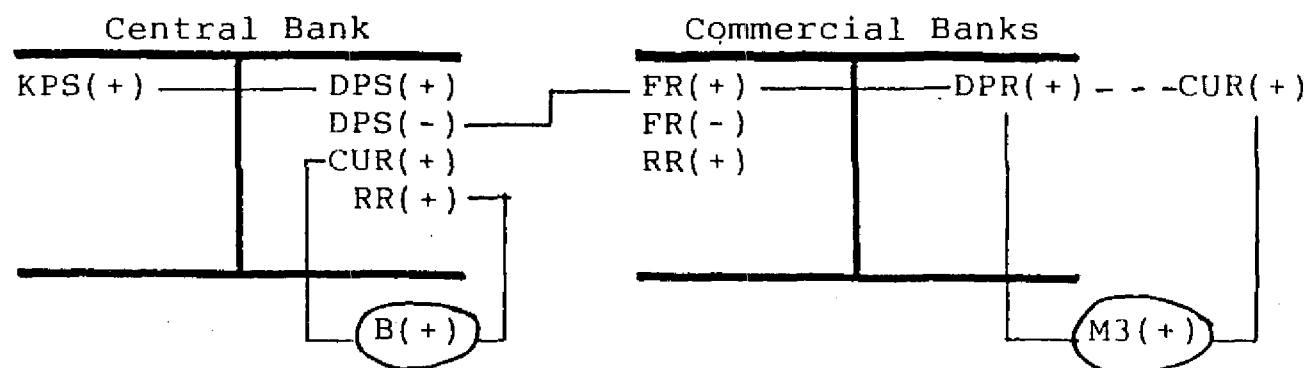 Central Bank Commercial Banks
KPS(+) DPS(+) FR(+) DPR(+) CUR(+)
DPS(-) FR(-)
CUR(+) RR(+)
RR(+)
B(+) M3(+)